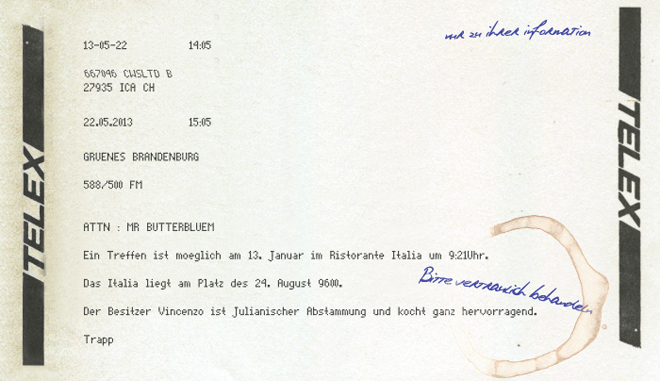 nur zu ihrer information
13-05-22 14:05
667046 CWSLTD B
27935 ICA CH
22.05.2013 15:05
GRUENES BRANDENBURG
588/500 FM
ATTN : MR BUTTERBLUEM
Ein Treffen ist moeglich am 13. Januar im Ristorante Italia um 9:21Uhr.
Das Italia liegt am Platz des 24. August 9600.
Bitte vertraulich behandeln
Der Besitzer Vincenzo ist Julianischer Abstammung und kocht ganz hervorragend.
Trapp
TELEX
TELEX